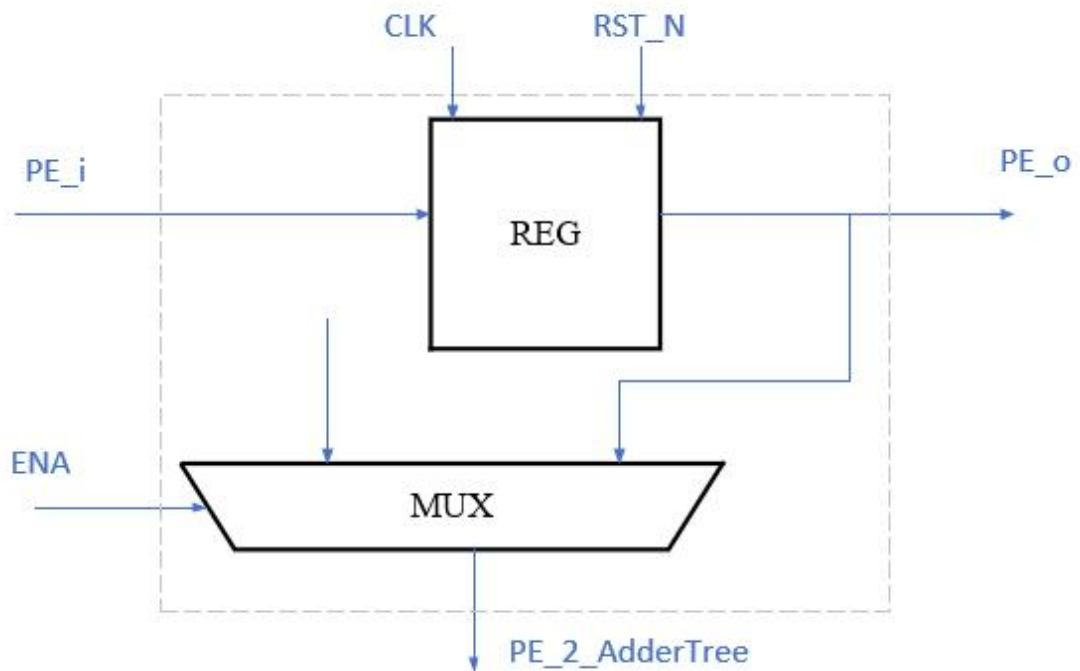 CLK
RST_N
PE_i
PE_o
REG
ENA
MUX
PE_2_AdderTree